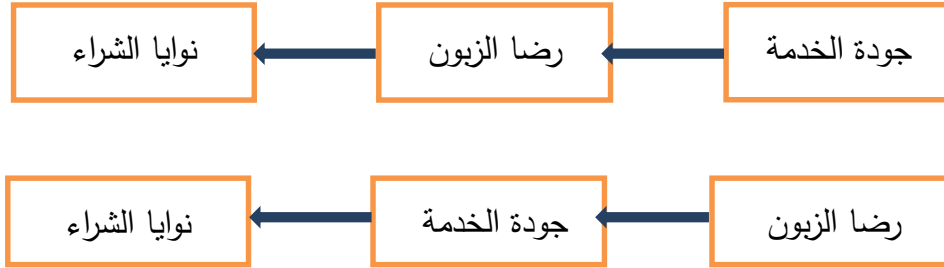 جودة الخدمة
رضا الزبون
نوايا الشراء
رضا الزبون
جودة الخدمة
نوايا الشراء